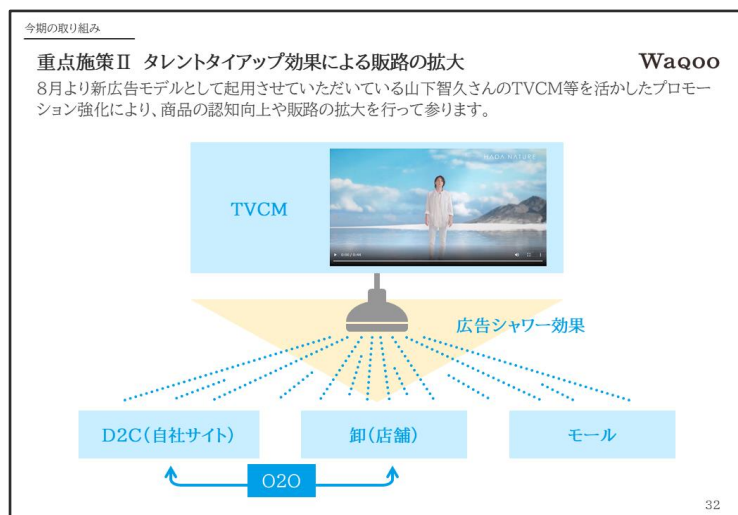 今期の取り組み
重点施策Ⅱ タレントタイアップ効果による販路の拡大
WaQoo
8月より新広告モデルとして起用させていただいている山下智久さんのTVCM等を活かしたプロモー
ション強化により、商品の認知向上や販路の拡大を行って参ります。
TVCM
HADA NATURE
広告シャワー効果
D2C(自社サイト)
卸(店舗)
モール
O2O
32